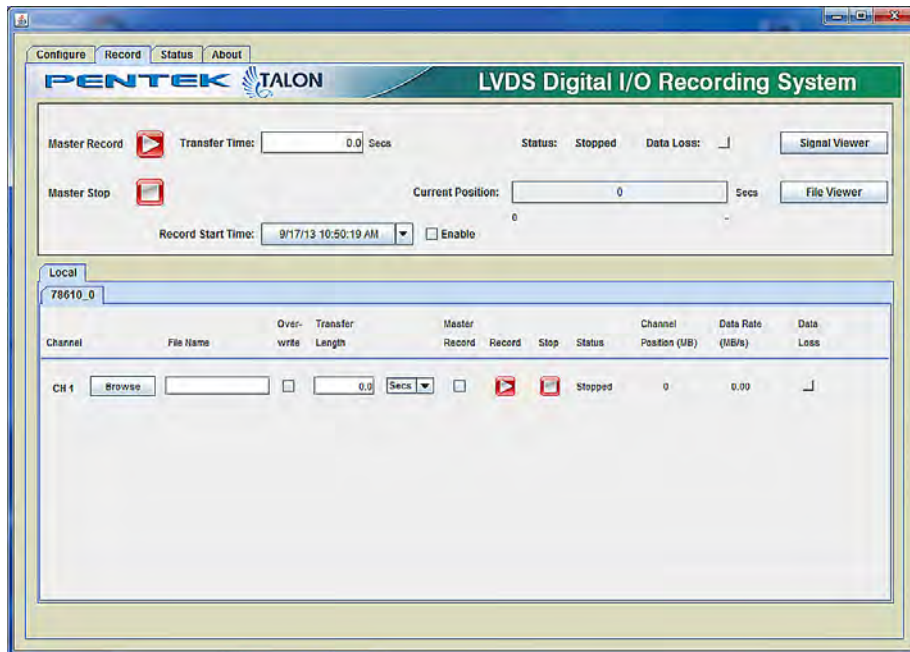 Configure Record Status About
PENTEK TALON LVDS Digital I/O Recording System
Master Record Transfer Time: 0.0 Secs Status: Stopped Data Loss: Signal Viewer
Master Stop Current Position: 0 Secs File Viewer
0 -
Record Start Time: 9/17/13 10:50:19 AM Enable
Local
78610_0
Over- Transfer Master Channel Data Rate Data
Channel File Name write Length Record Record Stop Status Position (MB) (MB/s) Loss
CH 1 Browse 0.0 Secs Stopped 0 0.00